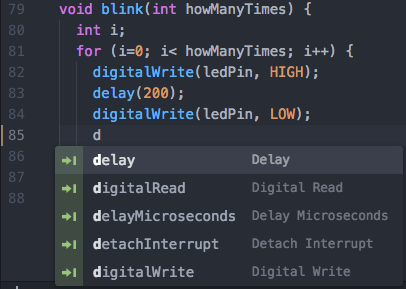 79 void blink(int howManyTimes) {
80 int i;
81 for (i=0; i< howManyTimes; i++) {
82 digitalWrite(ledPin, HIGH);
83 delay(200);
84 digitalWrite(ledPin, LOW);
85 d
86 delay Delay
87 digitalRead Digital Read
88 delayMicroseconds Delay Microseconds
detachInterrupt Detach Interrupt
digitalWrite Digital Write